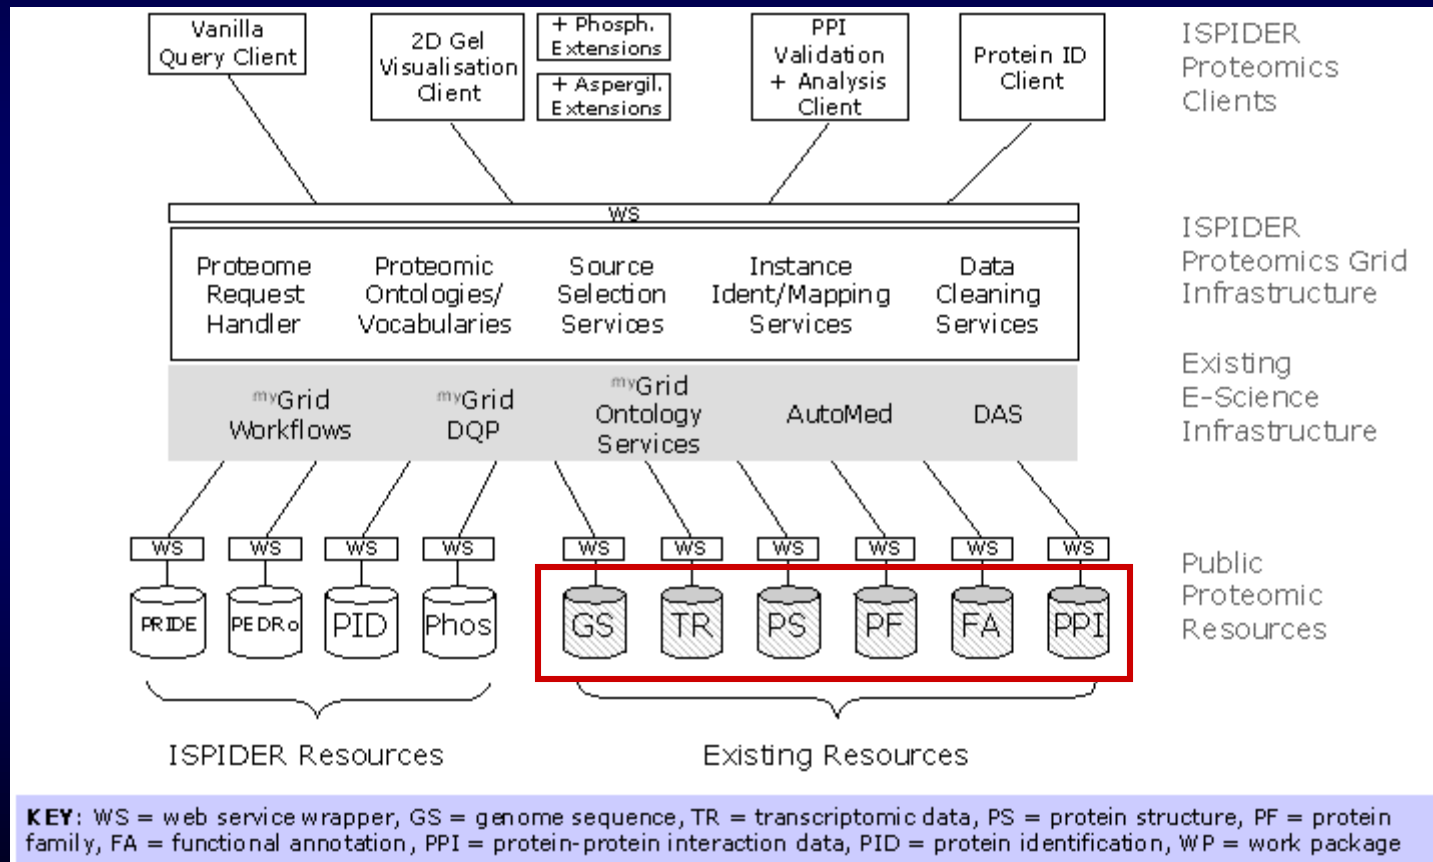 Vanilla
Query Client
2D Gel
Visualisation
Client
+ Phosph.
Extensions
+ Aspergil.
Extensions
PPI
Validation
+ Analysis
Client
Protein ID
Client
ISPIDER
Proteomics
Clients
WS
Proteome
Request
Handler
Proteomic
Ontologies/
Vocabularies
Source
Selection
Services
Instance
Ident/Mapping
Services
Data
Cleaning
Services
ISPIDER
Proteomics Grid
Infrastructure
myGrid
Workflows
myGrid
DQP
myGrid
Ontology
Services
AutoMed
DAS
Existing
E-Science
Infrastructure
WS
WS
WS
WS
WS
WS
WS
WS
WS
WS
PRIDE
PEDRo
PID
Phos
GS
TR
PS
PF
FA
PPI
Public
Proteomic
Resources
ISPIDER Resources
Existing Resources
KEY: WS = web service wrapper, GS = genome sequence, TR = transcriptomic data, PS = protein structure, PF = protein
family, FA = functional annotation, PPI = protein-protein interaction data, PID = protein identification, WP = work package